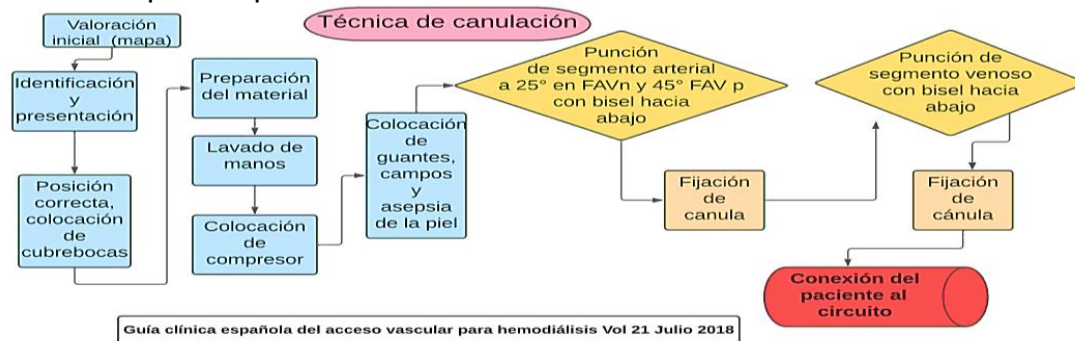 Técnica de canulación
Valoración
inicial (mapa)
Identificación
y
presentación
Posición
correcta,
colocación
de
cubrebocas
Preparación
del material
Lavado de
manos
Colocación
de
compresor
Colocación
de
guantes,
campos
y
asepsia
de la piel
Punción
de segmento arterial
a 25° en FAVn y 45° FAV p
con bisel hacia
abajo
Fijación
de
canula
Punción de
segmento venoso
con bisel hacia
abajo
Fijación
de
cánula
Conexión del
paciente al
circuito
Guía clínica española del acceso vascular para hemodiálisis Vol 21 Julio 2018